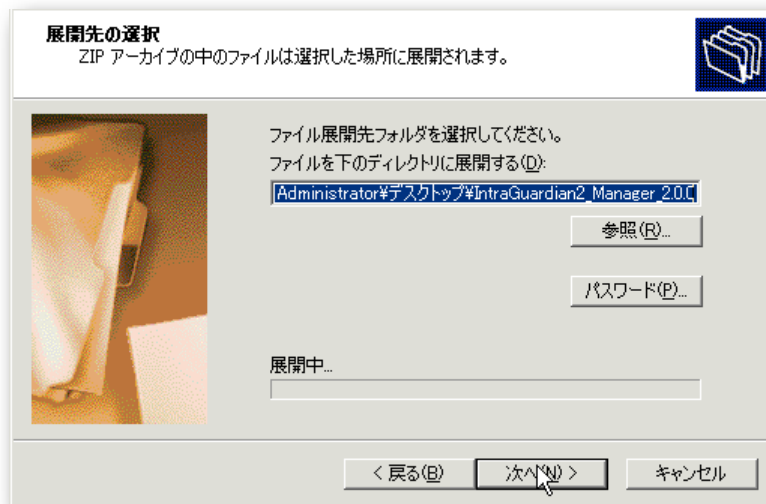 展開先の選択
ZIP アーカイブの中のファイルは選択した場所に展開されます。
ファイル展開先フォルダを選択してください。
ファイルを下のディレクトリに展開する(D):
Administrator¥デスクトップ¥IntraGuardian2_Manager_2.0.0
参照(R)...
パスワード(P)...
展開中...
< 戻る(B)
次へ(N) >
キャンセル